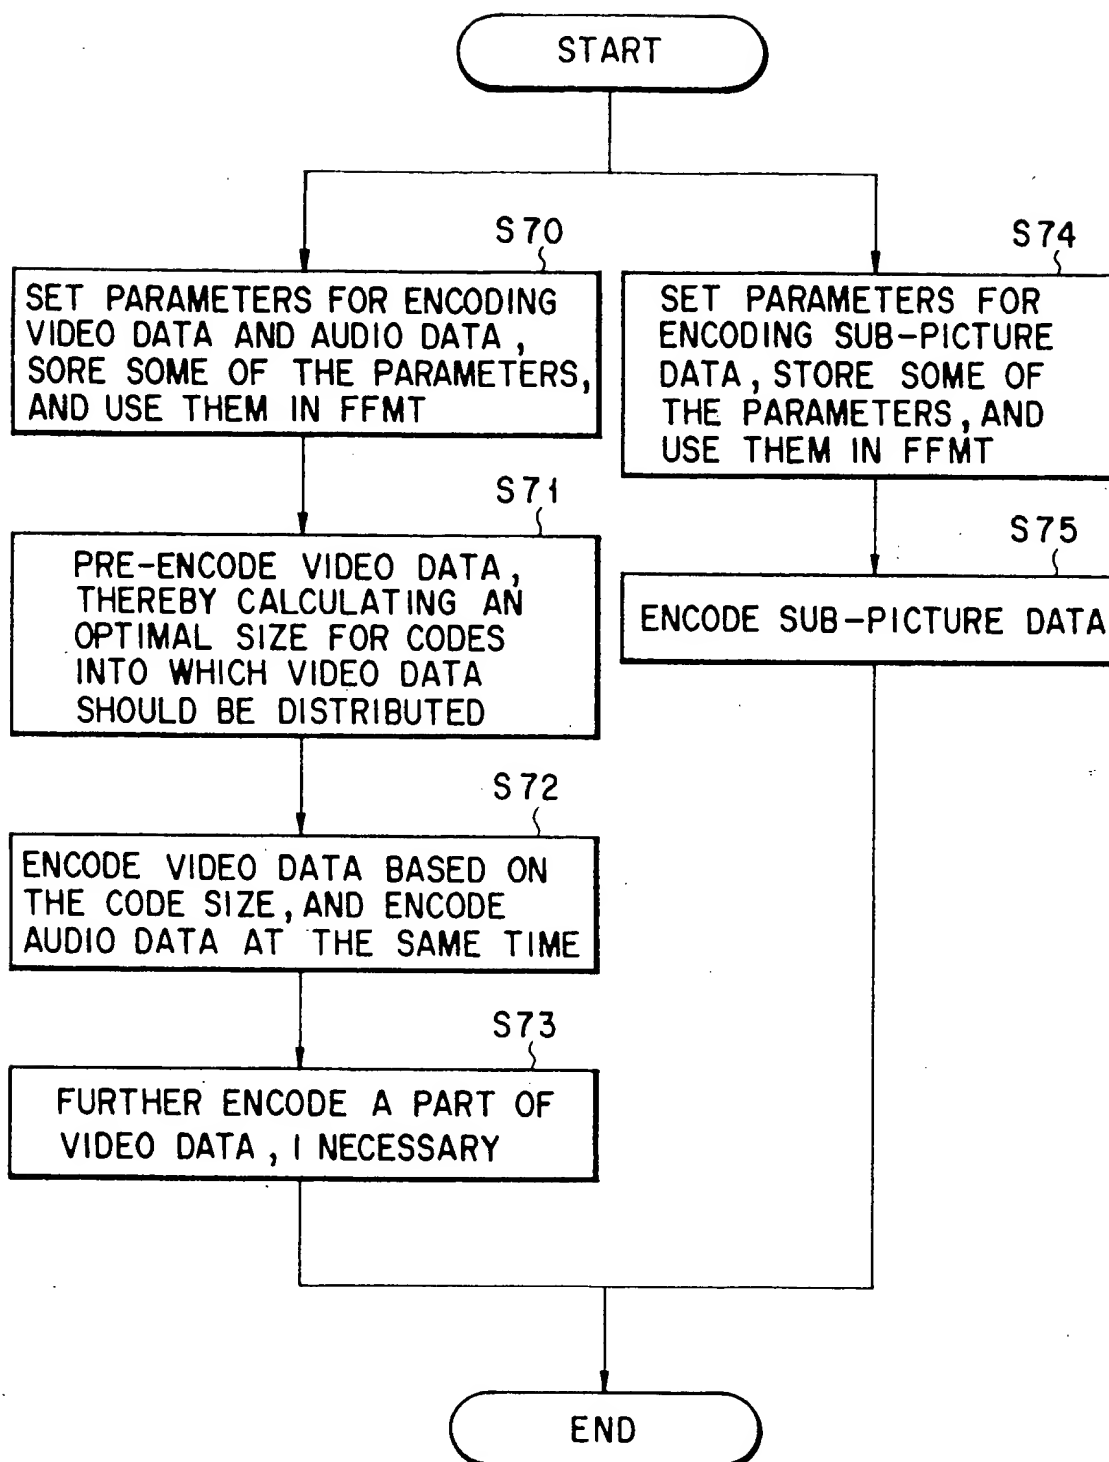 START
S70
SET PARAMETERS FOR ENCODING
VIDEO DATA AND AUDIO DATA,
SORE SOME OF THE PARAMETERS,
AND USE THEM IN FFMT
S71
PRE-ENCODE VIDEO DATA,
THEREBY CALCULATING AN
OPTIMAL SIZE FOR CODES
INTO WHICH VIDEO DATA
SHOULD BE DISTRIBUTED
S72
ENCODE VIDEO DATA BASED ON
THE CODE SIZE, AND ENCODE
AUDIO DATA AT THE SAME TIME
S73
FURTHER ENCODE A PART OF
VIDEO DATA, I NECESSARY
S74
SET PARAMETERS FOR
ENCODING SUB-PICTURE
DATA, STORE SOME OF
THE PARAMETERS, AND
USE THEM IN FFMT
S75
ENCODE SUB-PICTURE DATA
END